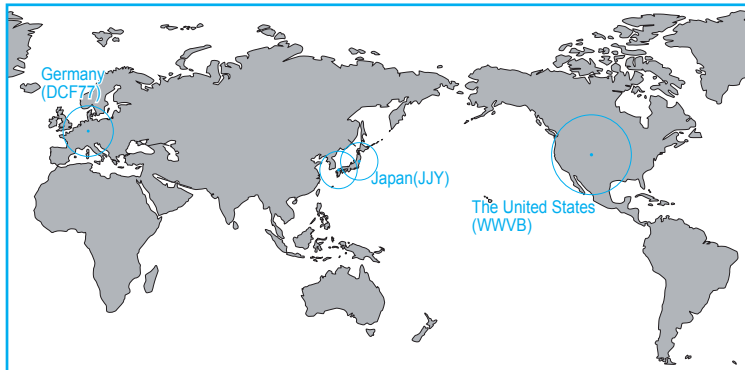 Germany
(DCF77)
Japan(JJY)
The United States
(WWVB)